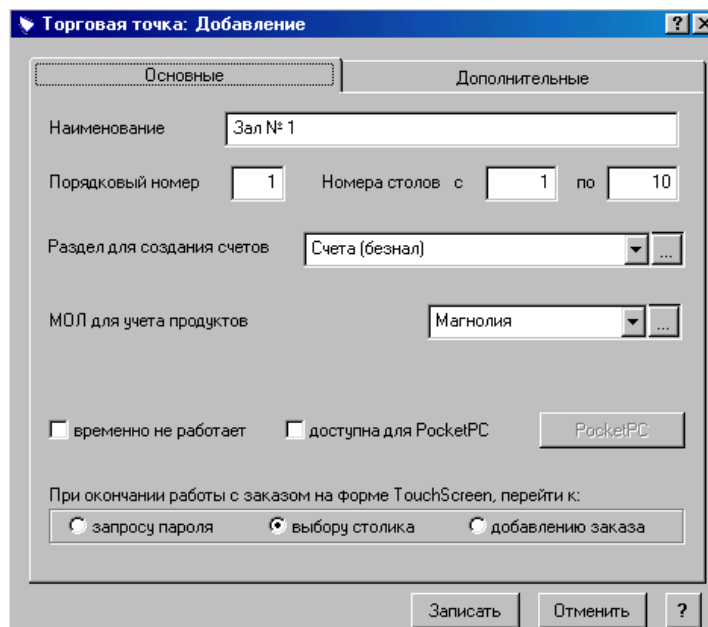 Торговая точка: Добавление
Основные Дополнительные
Наименование Зал № 1
Порядковый номер 1 Номера столов с 1 по 10
Раздел для создания счетов Счета (безнал) ...
МОЛ для учета продуктов Магнолия ...
временно не работает доступна для PocketPC PocketPC
При окончании работы с заказом на форме TouchScreen, перейти к:
запросу пароля выбору столика добавлению заказа
Записать Отменить ?